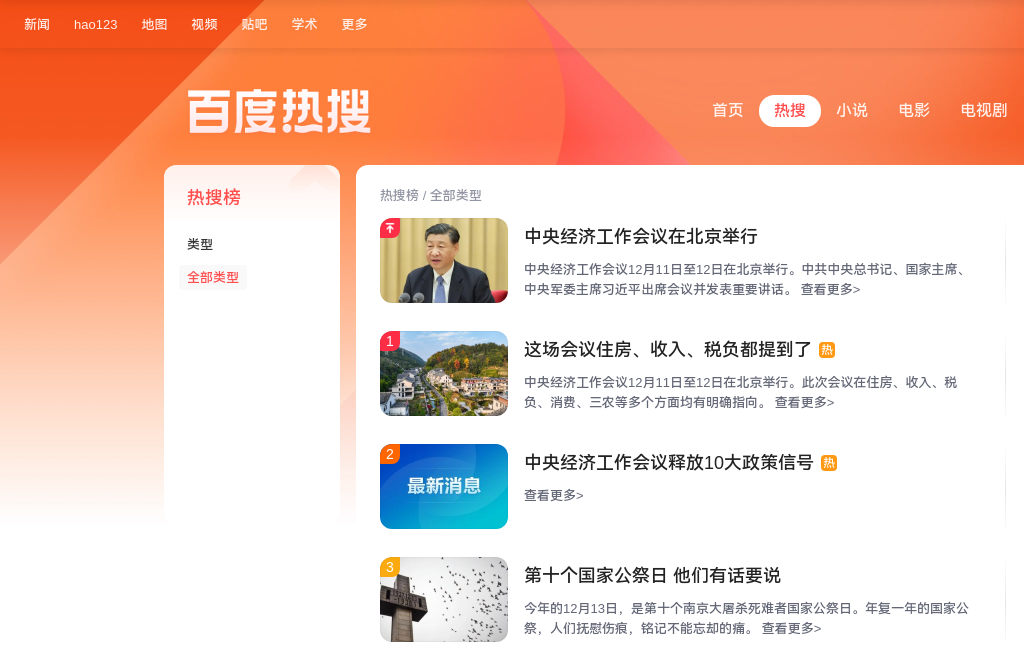 新闻 hao123 地图 视频 贴吧 学术 更多
百度热搜
首页 热搜 小说 电影 电视剧
热搜榜
类型
全部类型
热搜榜 / 全部类型
中央经济工作会议在北京举行
中央经济工作会议12月11日至12日在北京举行。中共中央总书记、国家主席、
中央军委主席习近平出席会议并发表重要讲话。 查看更多>
1
这场会议住房、收入、税负都提到了 热
中央经济工作会议12月11日至12日在北京举行。此次会议在住房、收入、税
负、消费、三农等多个方面均有明确指向。 查看更多>
2
最新消息
中央经济工作会议释放10大政策信号 热
查看更多>
3
第十个国家公祭日 他们有话要说
今年的12月13日，是第十个南京大屠杀死难者国家公祭日。年复一年的国家公
祭，人们抚慰伤痕，铭记不能忘却的痛。 查看更多>